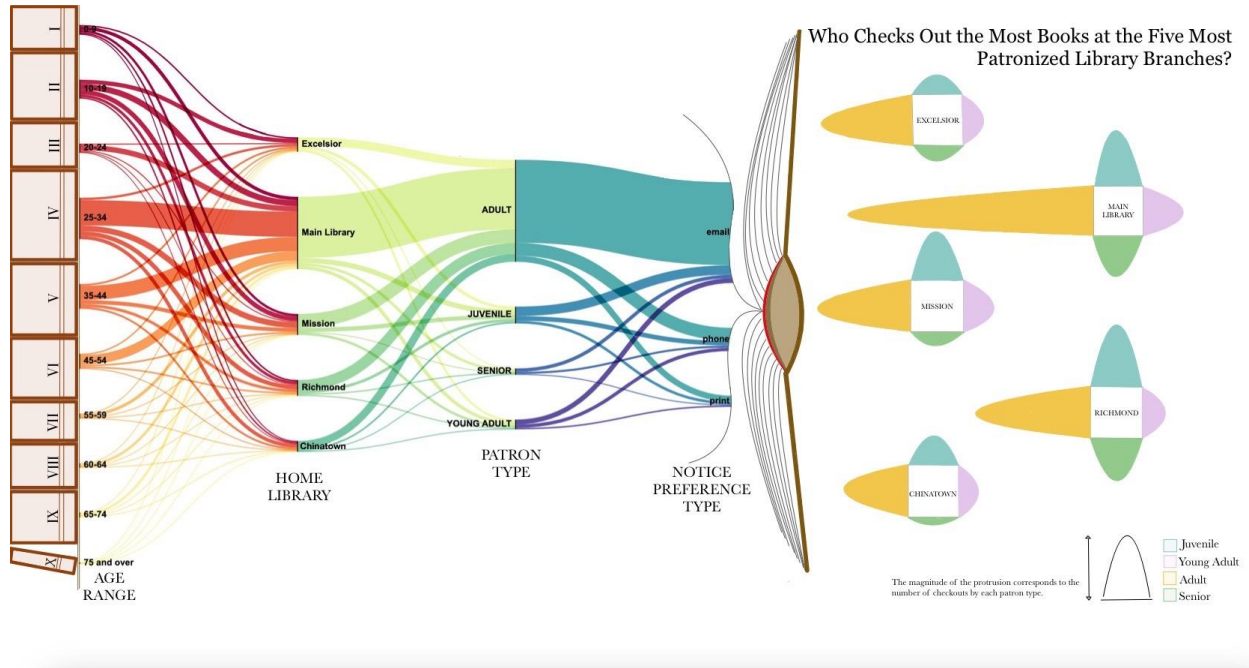 Who Checks Out the Most Books at the Five Most
Patronized Library Branches?
I
II
III
IV
V
VI
VII
VIII
IX
X
0-9
10-19
20-24
25-34
35-44
45-54
55-59
60-64
65-74
75 and over
AGE
RANGE
Excelsior
Main Library
Mission
Richmond
Chinatown
HOME
LIBRARY
ADULT
JUVENILE
SENIOR
YOUNG ADULT
PATRON
TYPE
email
phone
print
NOTICE
PREFERENCE
TYPE
EXCELSIOR
MAIN
LIBRARY
MISSION
RICHMOND
CHINATOWN
The magnitude of the protrusion corresponds to the
number of checkouts by each patron type.
Juvenile
Young Adult
Adult
Senior